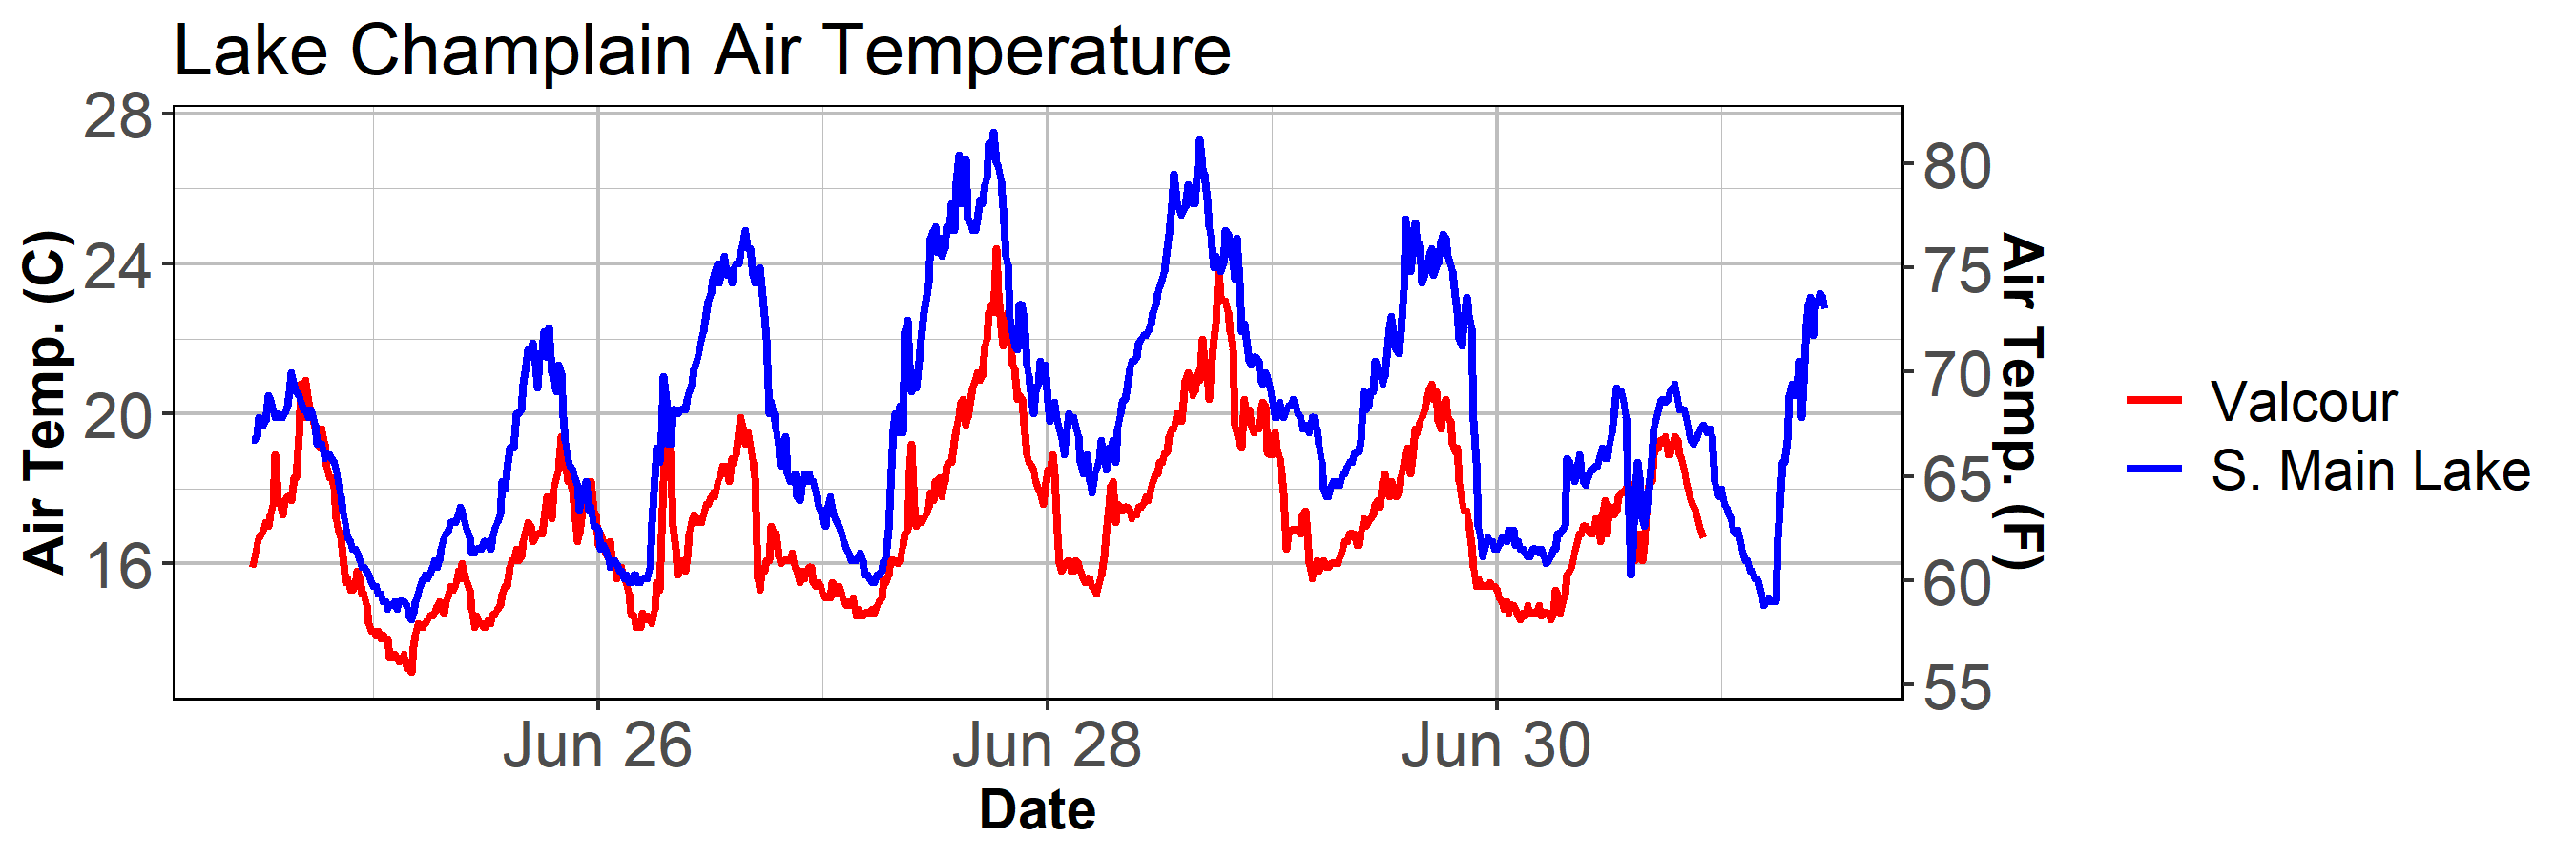 Lake Champlain Air Temperature
Air Temp. (C)
28
24
20
16
80
75
70
65
60
55
Air Temp. (F)
Jun 26
Jun 28
Jun 30
Date
Valcour
S. Main Lake